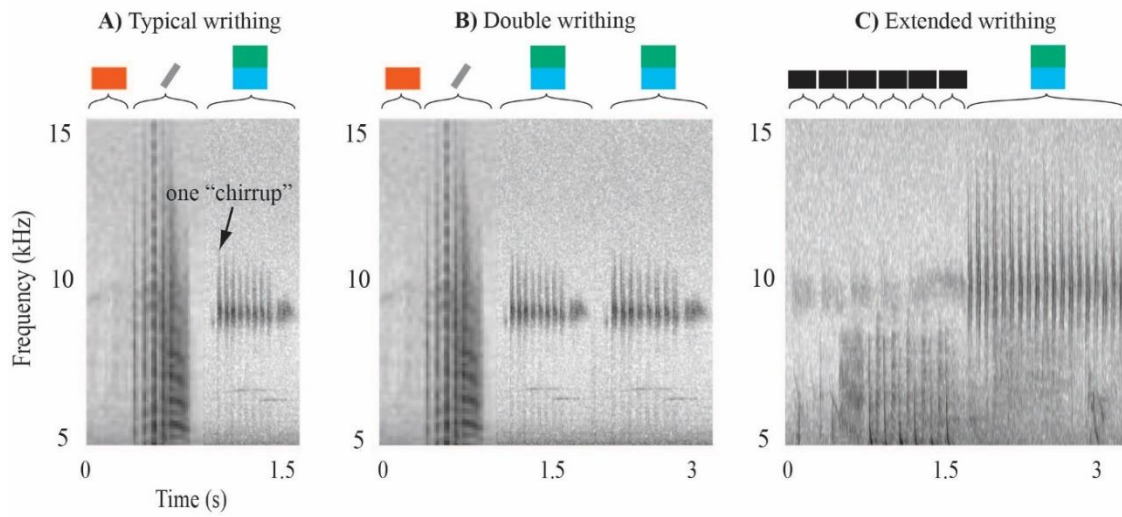 A) Typical writhing
B) Double writhing
C) Extended writhing
15
15
15
one “chirrup”
Frequency (kHz)
10
10
10
5
5
5
0
1.5
0
1.5
3
0
1.5
3
Time (s)